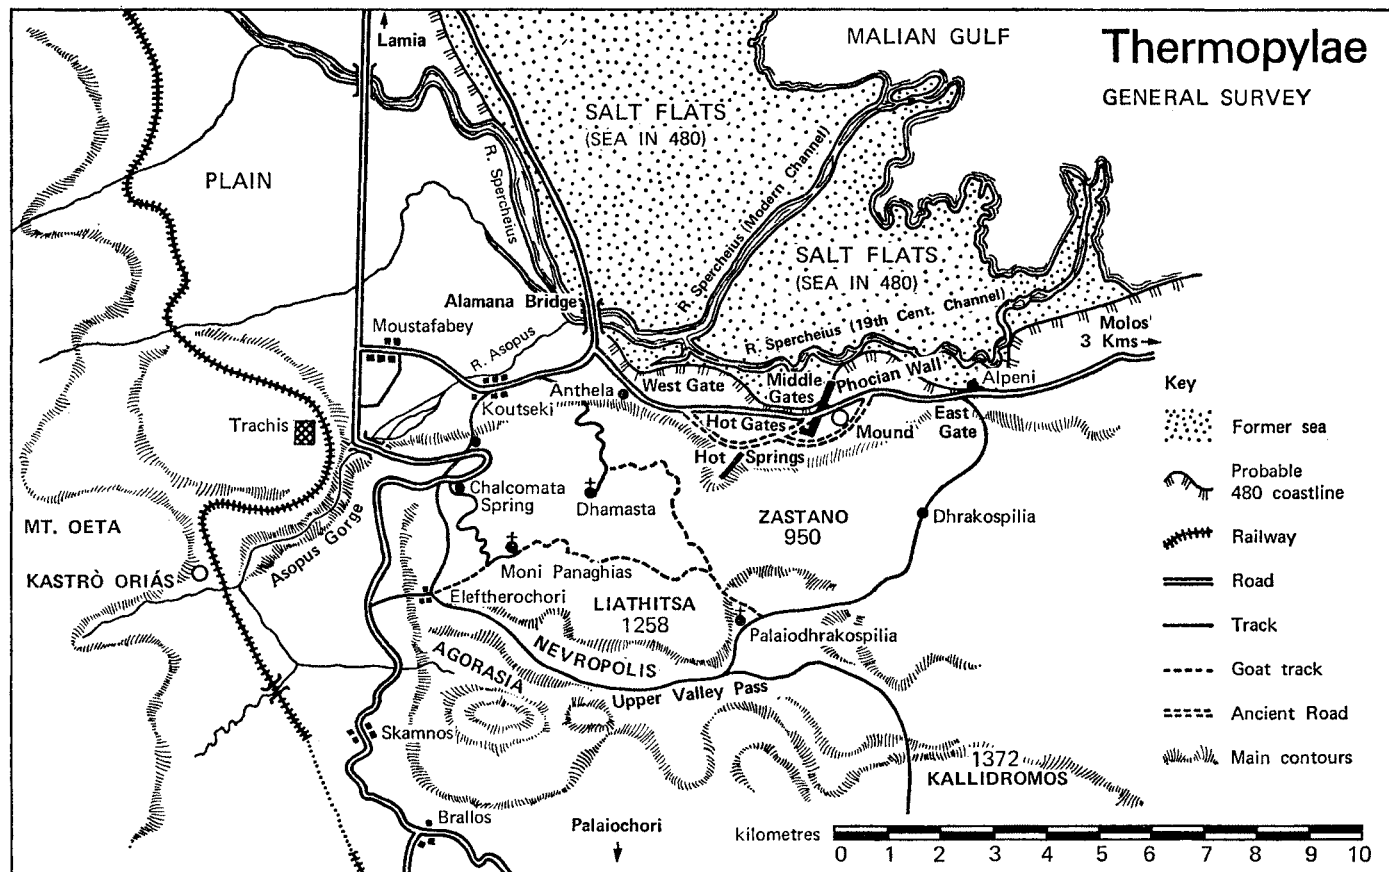 Thermopylae
GENERAL SURVEY
Lamia
MALIAN GULF
SALT FLATS
(SEA IN 480)
PLAIN
R. Spercheius
R. Spercheius (Modern Channel)
SALT FLATS
(SEA IN 480)
R. Spercheius (19th Cent. Channel)
Alamana Bridge
Moustafabey
R. Asopus
Molos
3 Kms
West Gate
Middle
Gates
Phocian Wall
Alpeni
Anthela
Koutseki
Trachis
Hot Gates
Mound
East
Gate
Hot Springs
Chalcomata
Spring
Dhamasta
ZASTANO
950
Dhrakospilia
MT. OETA
Asopus Gorge
KASTRÒ ORIÁS
Moni Panaghias
Eleftherochori
LIATHITSA
1258
Palaiodhrakospilia
NEVROPOLIS
AGORASIA
Upper Valley Pass
Skamnos
1372
KALLIDROMOS
Brallos
Palaiochori
Key
Former sea
Probable
480 coastline
Railway
Road
Track
Goat track
Ancient Road
Main contours
kilometres
0 1 2 3 4 5 6 7 8 9 10